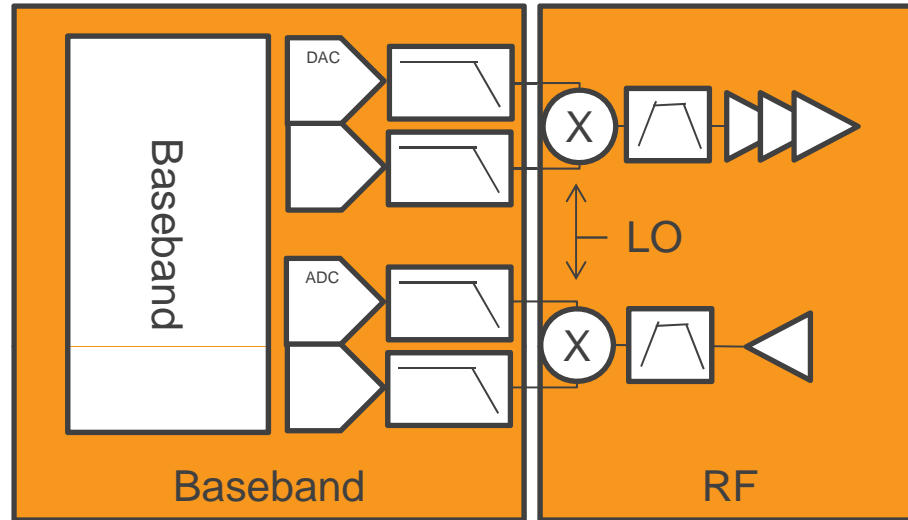 Baseband
DAC
X
LO
ADC
X
Baseband
RF